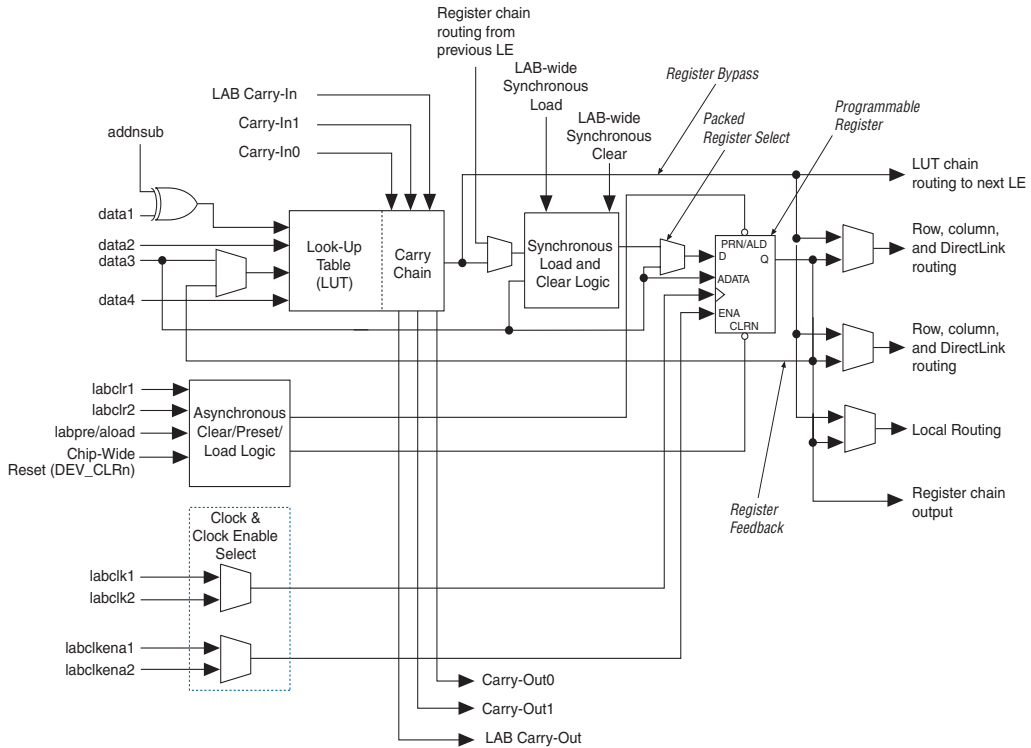 Register chain
routing from
previous LE
LAB-wide
Synchronous
Load
Register Bypass
LAB Carry-In
Packed
Register Select
Programmable
Register
LAB-wide
Synchronous
Clear
Carry-In1
addnsub
Carry-In0
LUT chain
routing to next LE
data1
data2
data3
data4
Look-Up
Table
(LUT)
Carry
Chain
Synchronous
Load and
Clear Logic
PRN/ALD
D
Q
ADATA
ENA
CLRN
Row, column,
and DirectLink
routing
Row, column,
and DirectLink
routing
labclr1
labclr2
labpre/aload
Chip-Wide
Reset (DEV_CLRn)
Asynchronous
Clear/Preset/
Load Logic
Local Routing
Register chain
output
Register
Feedback
Clock &
Clock Enable
Select
labclk1
labclk2
labclkena1
labclkena2
Carry-Out0
Carry-Out1
LAB Carry-Out